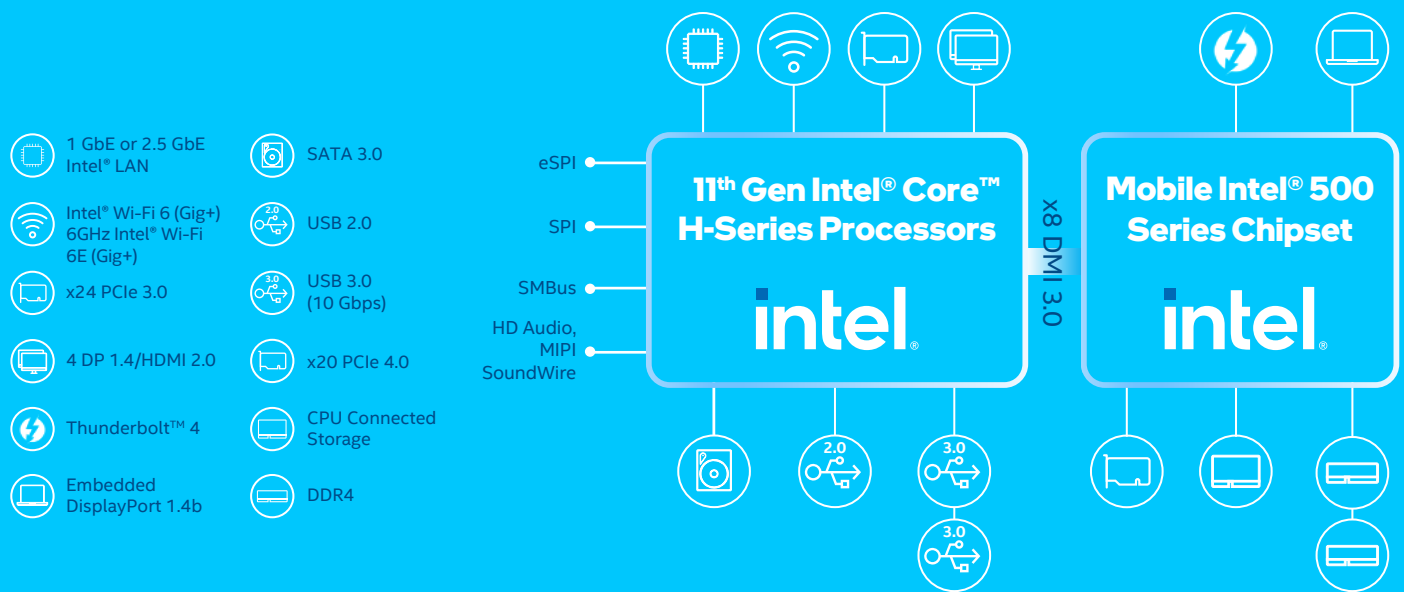 1 GbE or 2.5 GbE
Intel® LAN
Intel® Wi-Fi 6 (Gig+)
6GHz Intel® Wi-Fi
6E (Gig+)
x24 PCIe 3.0
4 DP 1.4/HDMI 2.0
Thunderbolt™ 4
Embedded
DisplayPort 1.4b
SATA 3.0
2.0
USB 2.0
3.0
USB 3.0
(10 Gbps)
x20 PCIe 4.0
CPU Connected
Storage
DDR4
eSPI
SPI
SMBus
HD Audio,
MIPI
SoundWire
11th Gen Intel® Core™
H-Series Processors
intel®
x8 DMI 3.0
Mobile Intel® 500
Series Chipset
intel®
2.0
3.0
3.0